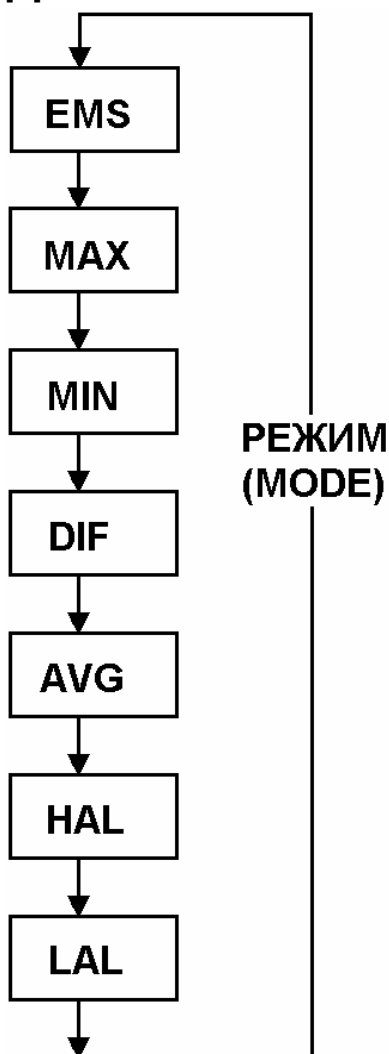 EMS
MAX
MIN
DIF
AVG
HAL
LAL
РЕЖИМ
(MODE)